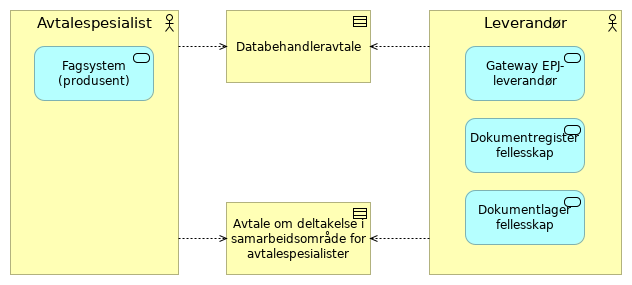 Avtalespesialist
Fagsystem
(produsent)
Databehandleravtale
Avtale om deltakelse i
samarbeidsområde for
avtalespesialister
Leverandør
Gateway EPJ-
leverandør
Dokumentregister
fellesskap
Dokumentlager
fellesskap